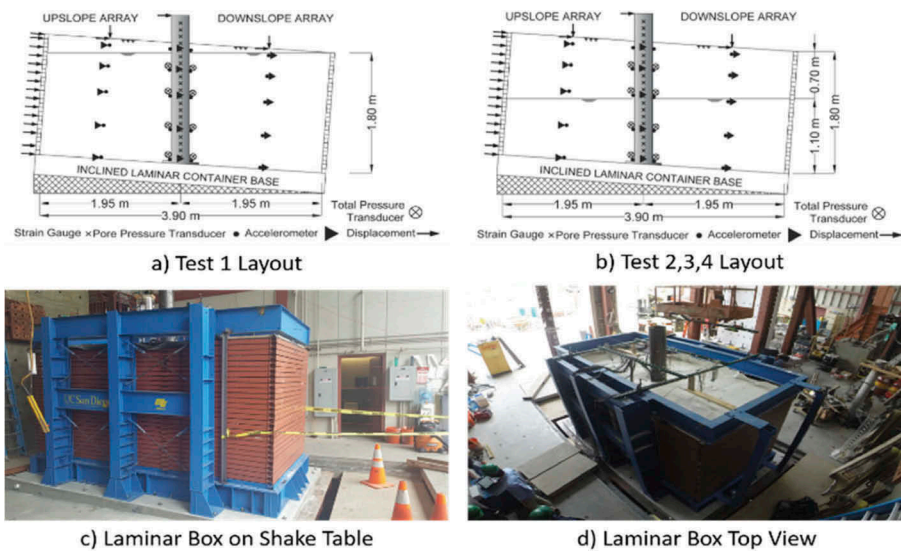 UPSLOPE ARRAY DOWNSLOPE ARRAY
1.80 m
INCLINED LAMINAR CONTAINER BASE
1.95 m 1.95 m
3.90 m
Total Pressure
Transducer
Strain Gauge ×Pore Pressure Transducer Accelerometer Displacement
a) Test 1 Layout
UPSLOPE ARRAY DOWNSLOPE ARRAY
0.70 m
1.10 m
1.80 m
INCLINED LAMINAR CONTAINER BASE
1.95 m 1.95 m
3.90 m
Total Pressure
Transducer
Strain Gauge ×Pore Pressure Transducer Accelerometer Displacement
b) Test 2,3,4 Layout
UC San Diego
c) Laminar Box on Shake Table
d) Laminar Box Top View